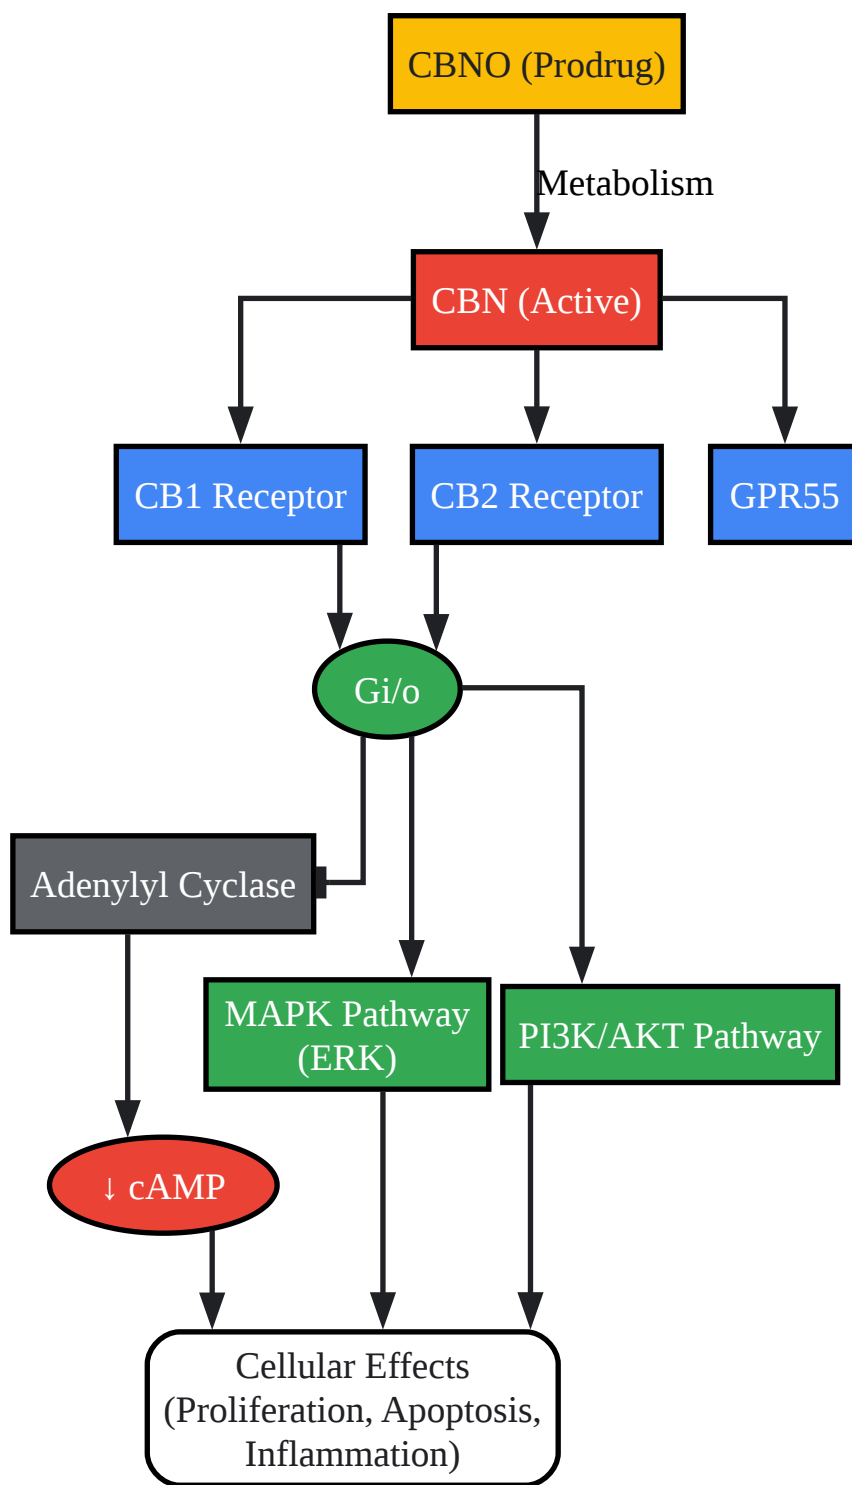 CBNO (Prodrug)
Metabolism
CBN (Active)
CB1 Receptor
CB2 Receptor
GPR55
Gi/o
Adenylyl Cyclase
MAPK Pathway
(ERK)
PI3K/AKT Pathway
↓ cAMP
Cellular Effects
(Proliferation, Apoptosis,
Inflammation)